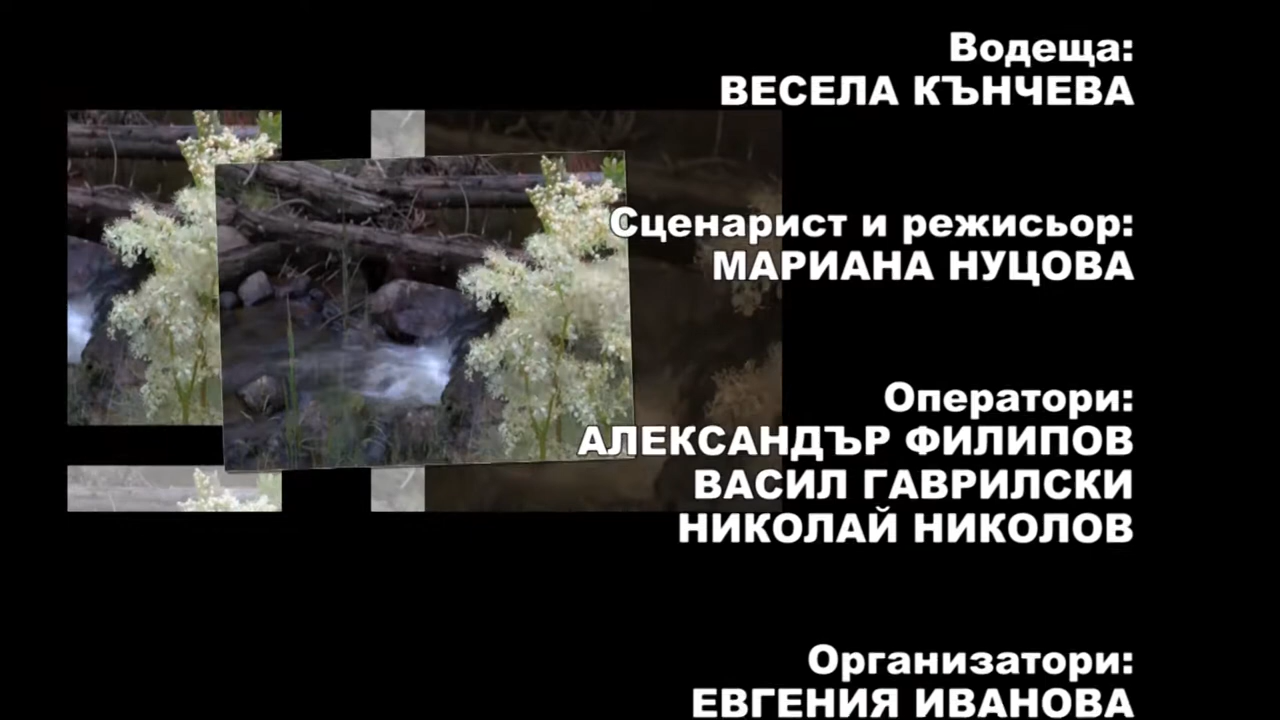 Водеща:
ВЕСЕЛА КЪНЧЕВА
Сценарист и режисьор:
МАРИАНА НУЦОВА
Оператори:
АЛЕКСАНДЪР ФИЛИПОВ
ВАСИЛ ГАВРИЛСКИ
НИКОЛАЙ НИКОЛОВ
Организатори:
ЕВГЕНИЯ ИВАНОВА